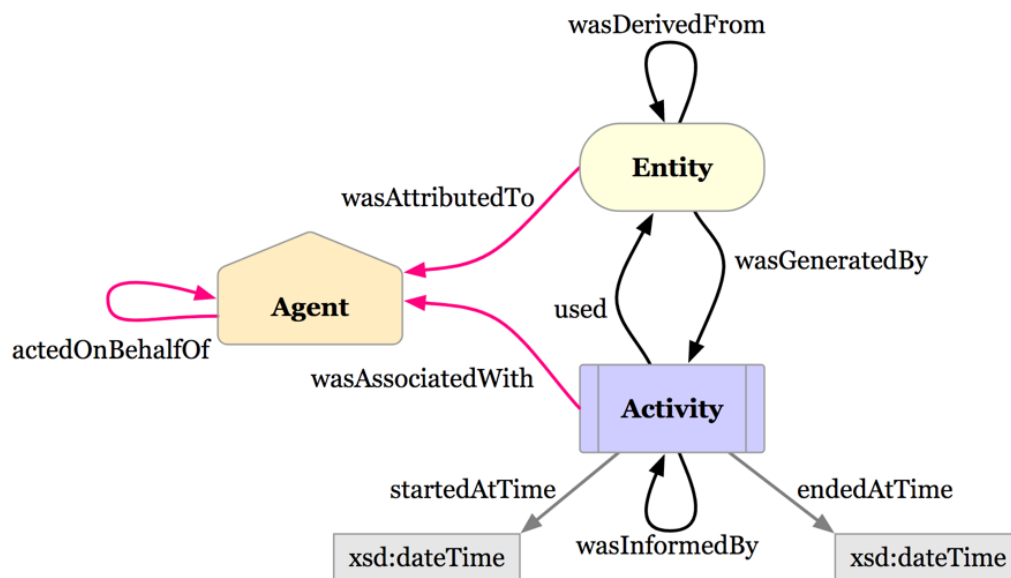 wasDerivedFrom
Entity
wasAttributedTo
wasGeneratedBy
Agent
used
actedOnBehalfOf
wasAssociatedWith
Activity
startedAtTime
endedAtTime
wasInformedBy
xsd:dateTime
xsd:dateTime